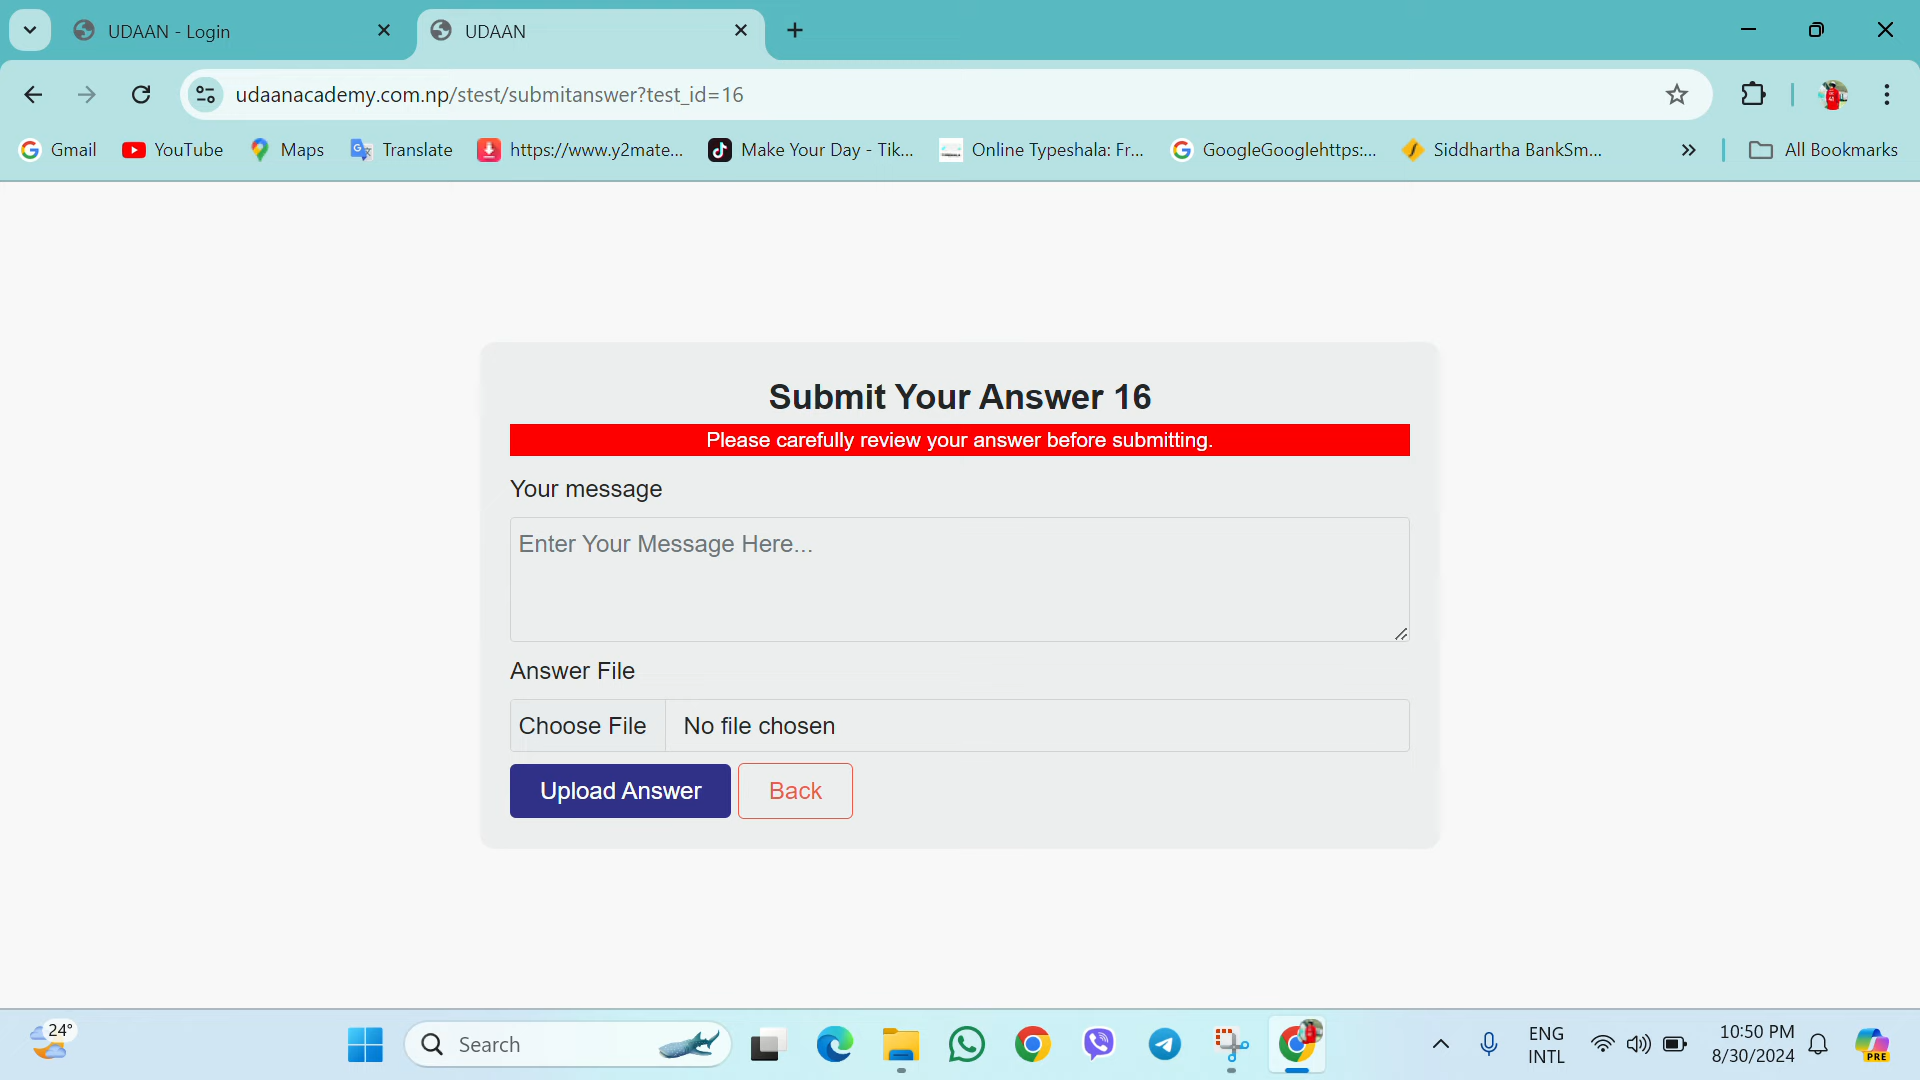 UDAAN - Login
UDAAN
udaanacademy.com.np/stest/submitanswer?test_id=16
Gmail
YouTube
Maps
Translate
https://www.y2mate...
Make Your Day - Tik...
Online Typeshala: Fr...
GoogleGooglehttps:...
Siddhartha BankSm...
All Bookmarks
Submit Your Answer 16
Please carefully review your answer before submitting.
Your message
Enter Your Message Here...
Answer File
Choose File No file chosen
Upload Answer Back
24°
Search
ENG
INTL
10:50 PM
8/30/2024
PRE